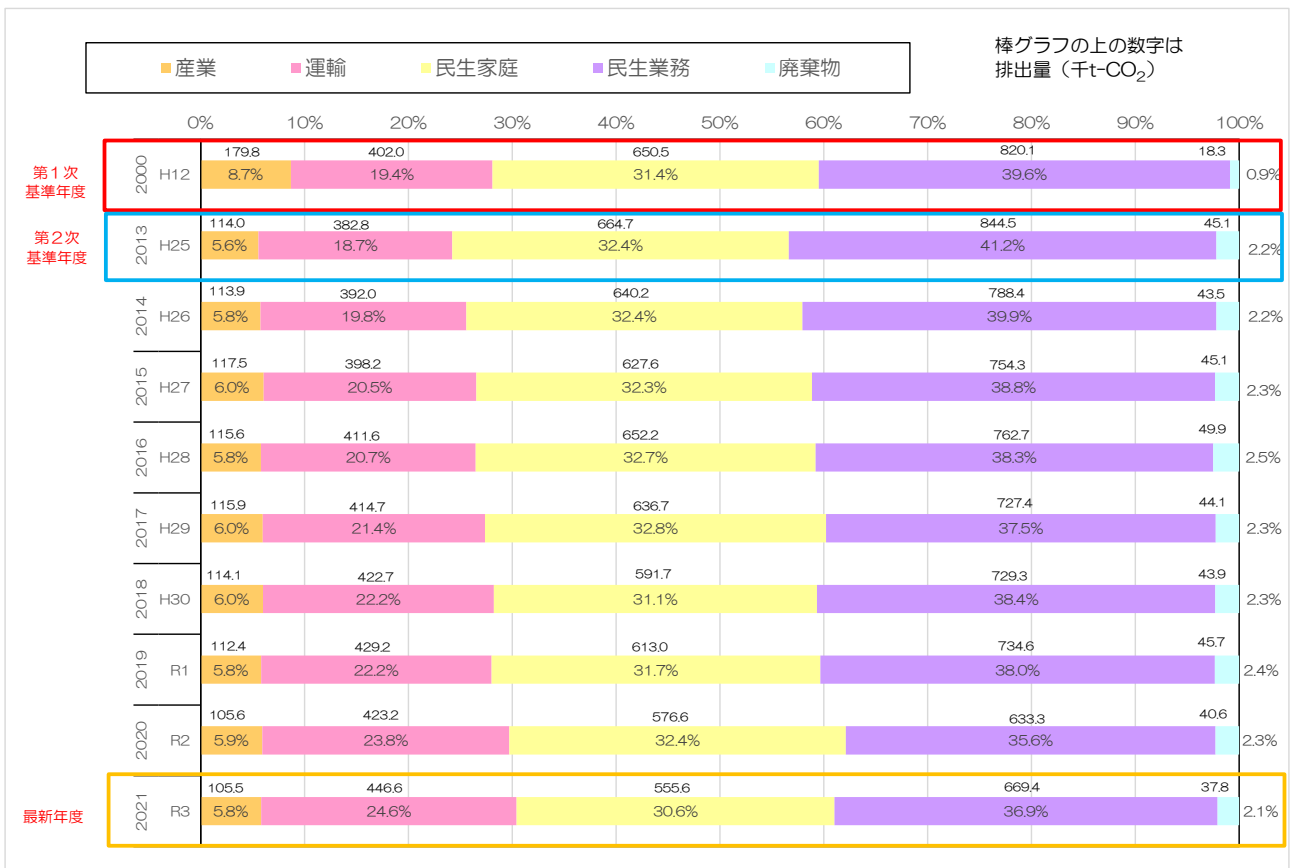 産業 運輸 民生家庭 民生業務 廃棄物
棒グラフの上の数字は
排出量（千t-CO2）
0% 10% 20% 30% 40% 50% 60% 70% 80% 90% 100%
第１次
基準年度
2000 H12
179.8 402.0 650.5 820.1 18.3
8.7% 19.4% 31.4% 39.6% 0.9%
第２次
基準年度
2013 H25
114.0 382.8 664.7 844.5 45.1
5.6% 18.7% 32.4% 41.2% 2.2%
2014 H26
113.9 392.0 640.2 788.4 43.5
5.8% 19.8% 32.4% 39.9% 2.2%
2015 H27
117.5 398.2 627.6 754.3 45.1
6.0% 20.5% 32.3% 38.8% 2.3%
2016 H28
115.6 411.6 652.2 762.7 49.9
5.8% 20.7% 32.7% 38.3% 2.5%
2017 H29
115.9 414.7 636.7 727.4 44.1
6.0% 21.4% 32.8% 37.5% 2.3%
2018 H30
114.1 422.7 591.7 729.3 43.9
6.0% 22.2% 31.1% 38.4% 2.3%
2019 R1
112.4 429.2 613.0 734.6 45.7
5.8% 22.2% 31.7% 38.0% 2.4%
2020 R2
105.6 423.2 576.6 633.3 40.6
5.9% 23.8% 32.4% 35.6% 2.3%
最新年度
2021 R3
105.5 446.6 555.6 669.4 37.8
5.8% 24.6% 30.6% 36.9% 2.1%